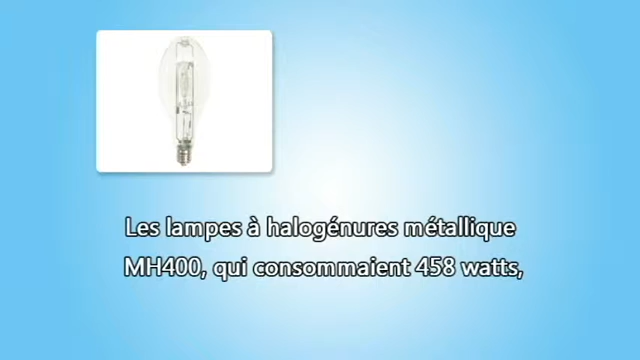 Les lampes à halogénures métallique
MH400, qui consommaient 458 watts,